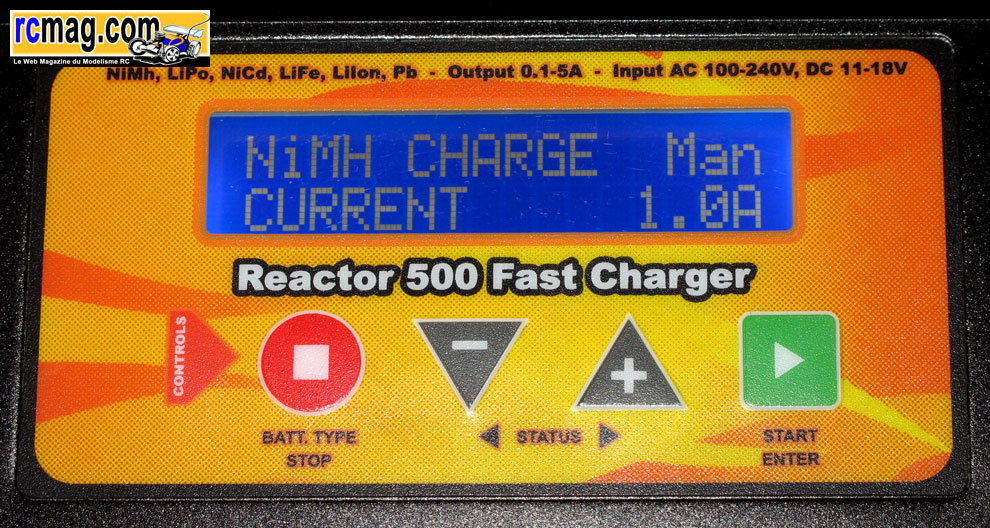 rcmag.com
Le Web Magazine du Modelisme RC
NiMh, LiPo, NiCd, LiFe, LiIon, Pb - Output 0.1-5A - Input AC 100-240V, DC 11-18V
NiMH CHARGE Man
CURRENT 1.0A
Reactor 500 Fast Charger
CONTROLS
- +
BATT. TYPE
STOP
STATUS
START
ENTER